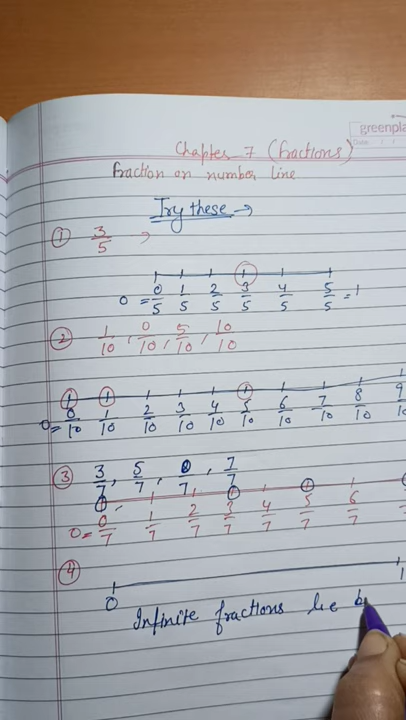 greenpla
Date: / /
Chapter 7 (fractions)
Fraction on number Line
Try these →
① 3/5 →
0 = 0/5 1/5 2/5 3/5 4/5 5/5 = 1
② 1/10, 0/10, 5/10, 10/10
0 = 0/10 1/10 2/10 3/10 4/10 5/10 6/10 7/10 8/10 9/10
③ 3/7, 5/7, 0/7, 7/7
0 = 0/7 1/7 2/7 3/7 4/7 5/7 6/7
④
0 1
Infinite fractions lie b